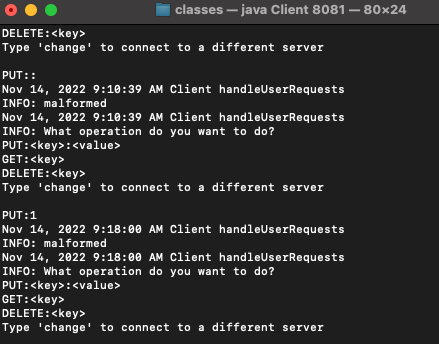 classes — java Client 8081 — 80×24
DELETE:<key>
Type 'change' to connect to a different server
PUT::
Nov 14, 2022 9:10:39 AM Client handleUserRequests
INFO: malformed
Nov 14, 2022 9:10:39 AM Client handleUserRequests
INFO: What operation do you want to do?
PUT:<key>:<value>
GET:<key>
DELETE:<key>
Type 'change' to connect to a different server
PUT:1
Nov 14, 2022 9:18:00 AM Client handleUserRequests
INFO: malformed
Nov 14, 2022 9:18:00 AM Client handleUserRequests
INFO: What operation do you want to do?
PUT:<key>:<value>
GET:<key>
DELETE:<key>
Type 'change' to connect to a different server